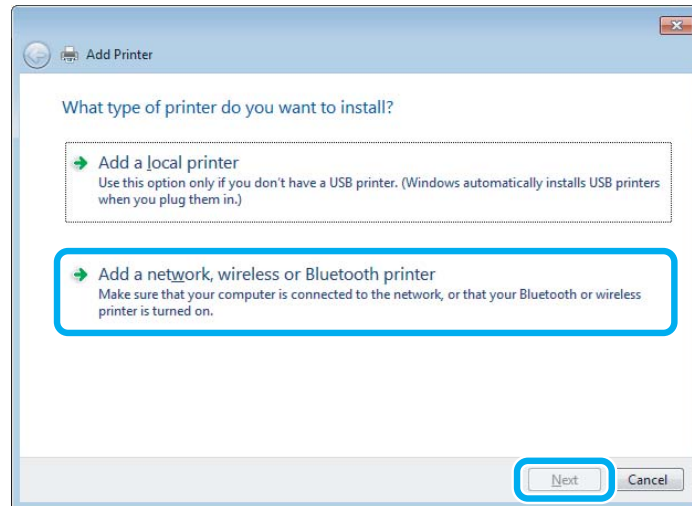 Add Printer
What type of printer do you want to install?
Add a local printer
Use this option only if you don't have a USB printer. (Windows automatically installs USB printers
when you plug them in.)
Add a network, wireless or Bluetooth printer
Make sure that your computer is connected to the network, or that your Bluetooth or wireless
printer is turned on.
Next Cancel